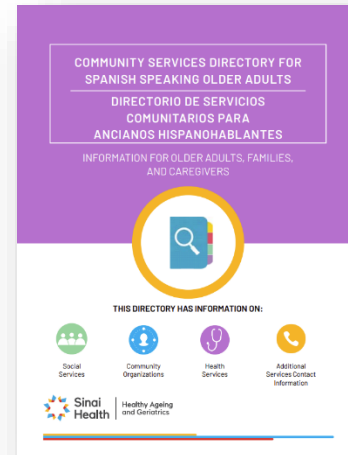 COMMUNITY SERVICES DIRECTORY FOR
SPANISH SPEAKING OLDER ADULTS
DIRECTORIO DE SERVICIOS
COMUNITARIOS PARA
ANCIANOS HISPANOHABLANTES
INFORMATION FOR OLDER ADULTS, FAMILIES,
AND CAREGIVERS
THIS DIRECTORY HAS INFORMATION ON:
Social
Services
Community
Organizations
Health
Services
Additional
Services Contact
Information
Sinai
Health
Healthy Ageing
and Geriatrics